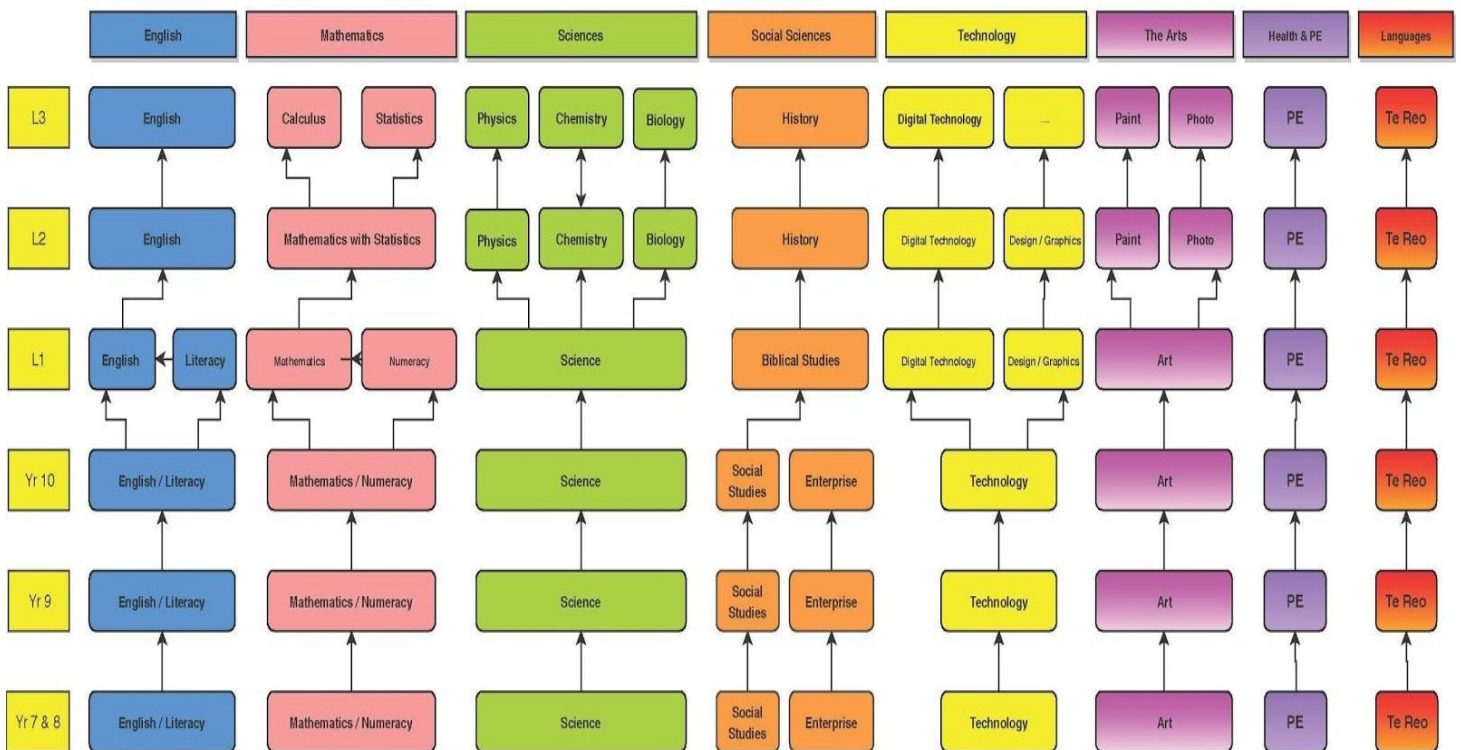 English
Mathematics
Sciences
Social Sciences
Technology
The Arts
Health & PE
Languages
L3
English
Calculus
Statistics
Physics
Chemistry
Biology
History
Digital Technology
...
Paint
Photo
PE
Te Reo
L2
English
Mathematics with Statistics
Physics
Chemistry
Biology
History
Digital Technology
Design / Graphics
Paint
Photo
PE
Te Reo
L1
English
Literacy
Mathematics
Numeracy
Science
Biblical Studies
Digital Technology
Design / Graphics
Art
PE
Te Reo
Yr 10
English / Literacy
Mathematics / Numeracy
Science
Social
Studies
Enterprise
Technology
Art
PE
Te Reo
Yr 9
English / Literacy
Mathematics / Numeracy
Science
Social
Studies
Enterprise
Technology
Art
PE
Te Reo
Yr 7 & 8
English / Literacy
Mathematics / Numeracy
Science
Social
Studies
Enterprise
Technology
Art
PE
Te Reo